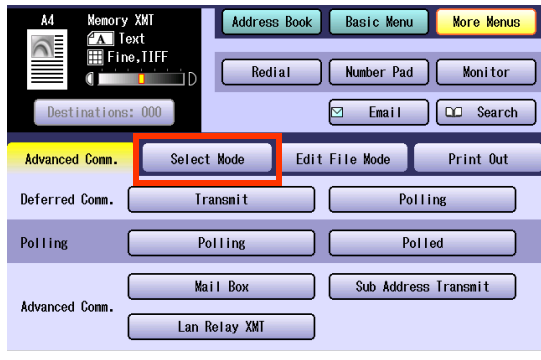 A4 Memory XMT
A Text
Fine,TIFF
D
Destinations: 000
Address Book Basic Menu More Menus
Redial Number Pad Monitor
Email Search
Advanced Comm. Select Mode Edit File Mode Print Out
Deferred Comm. Transmit Polling
Polling Polling Polled
Advanced Comm. Mail Box Sub Address Transmit
Lan Relay XMT